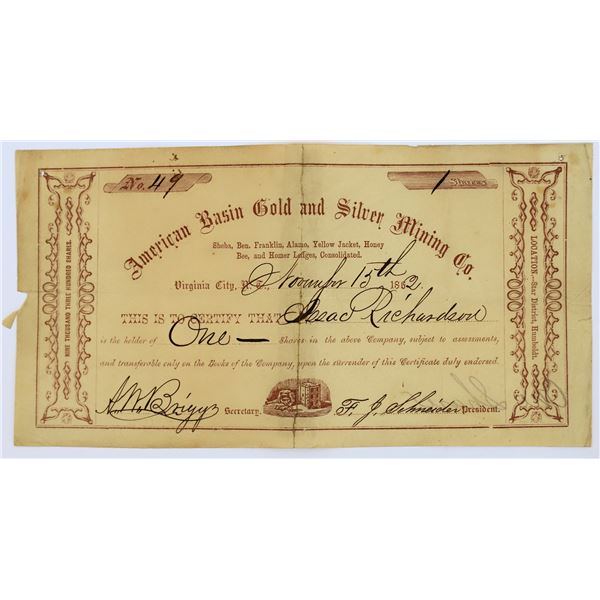 No. 49
1 Shares
American Basin Gold and Silver Mining Co.
Sheba, Ben. Franklin, Alamo, Yellow Jacket, Honey
Bee, and Homer Ledges, Consolidated.
Virginia City, N. T. November 15th 1862
THIS IS TO CERTIFY THAT Isaac Richardson
is the holder of One — Shares in the above Company, subject to assessments,
and transferable only on the Books of the Company, upon the surrender of this Certificate duly endorsed.
A. W. Briggs Secretary.
F. J. Schneider President.
NINE THOUSAND THREE HUNDRED SHARES.
LOCATION.—Star District, Humboldt.